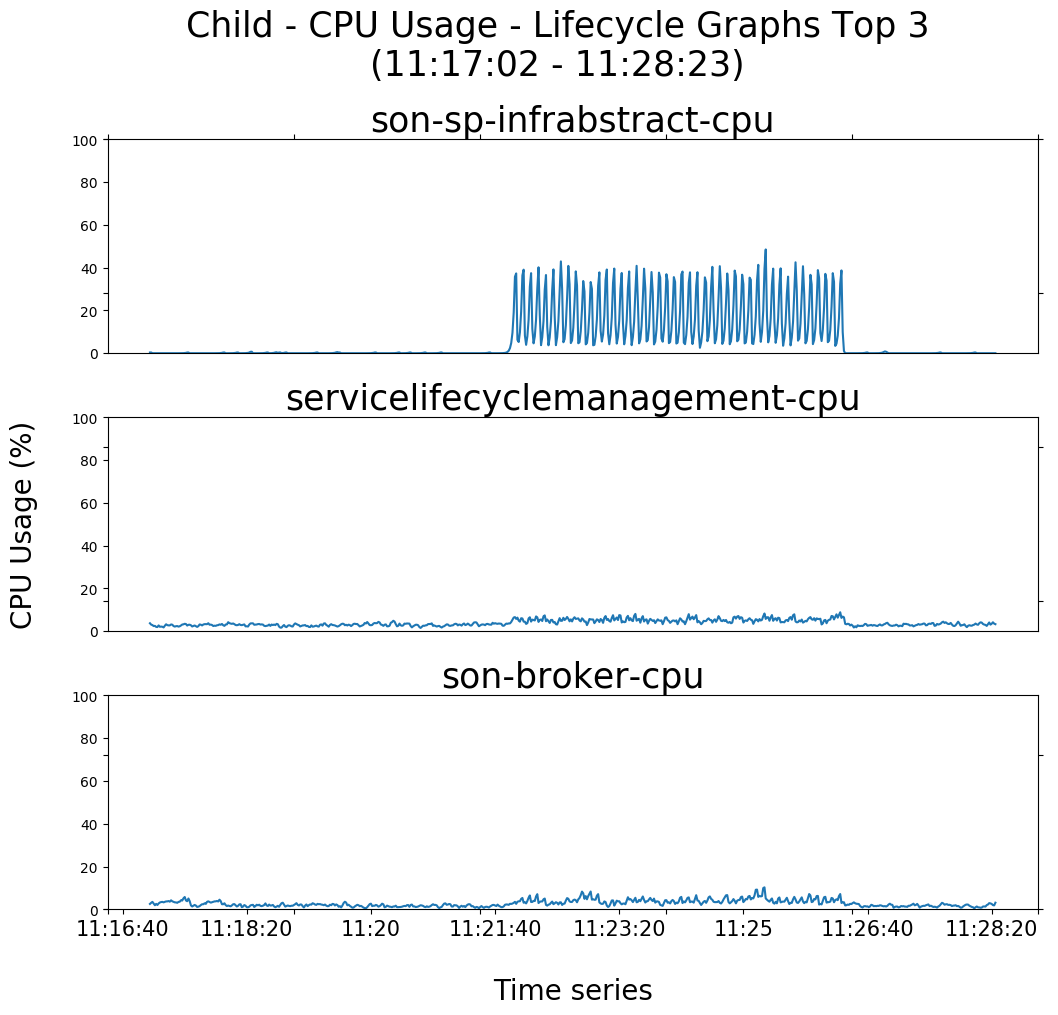 Child - CPU Usage - Lifecycle Graphs Top 3
(11:17:02 - 11:28:23)
son-sp-infrabstract-cpu
100
80
60
40
20
0
servicelifecyclemanagement-cpu
100
80
60
40
20
0
CPU Usage (%)
son-broker-cpu
100
80
60
40
20
0
11:16:40 11:18:20 11:20 11:21:40 11:23:20 11:25 11:26:40 11:28:20
Time series